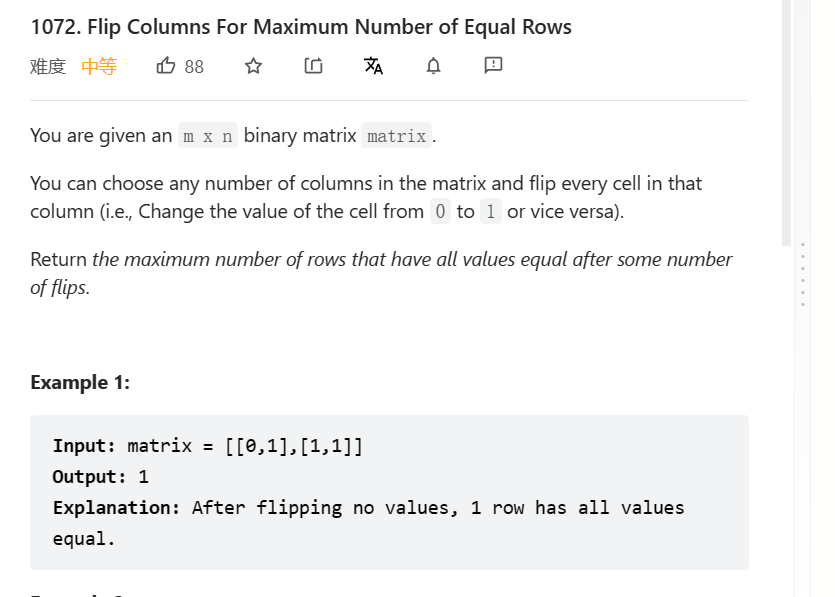 1072. Flip Columns For Maximum Number of Equal Rows
难度 中等 88
You are given an m x n binary matrix matrix.
You can choose any number of columns in the matrix and flip every cell in that
column (i.e., Change the value of the cell from 0 to 1 or vice versa).
Return the maximum number of rows that have all values equal after some number
of flips.
Example 1:
Input: matrix = [[0,1],[1,1]]
Output: 1
Explanation: After flipping no values, 1 row has all values
equal.